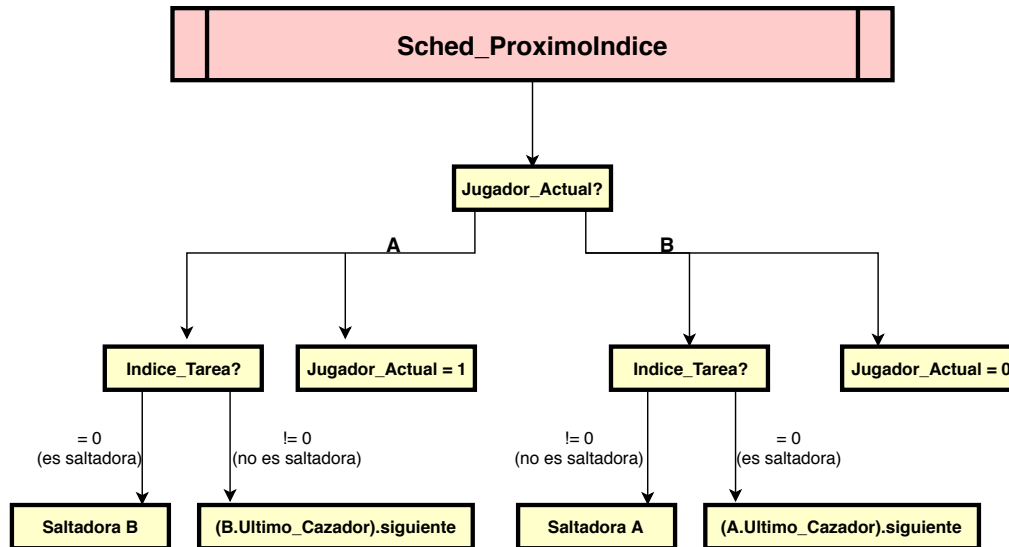 Sched_ProximoIndice
Jugador_Actual?
A
B
Indice_Tarea?
Jugador_Actual = 1
Indice_Tarea?
Jugador_Actual = 0
= 0
(es saltadora)
!= 0
(no es saltadora)
!= 0
(no es saltadora)
= 0
(es saltadora)
Saltadora B
(B.Ultimo_Cazador).siguiente
Saltadora A
(A.Ultimo_Cazador).siguiente